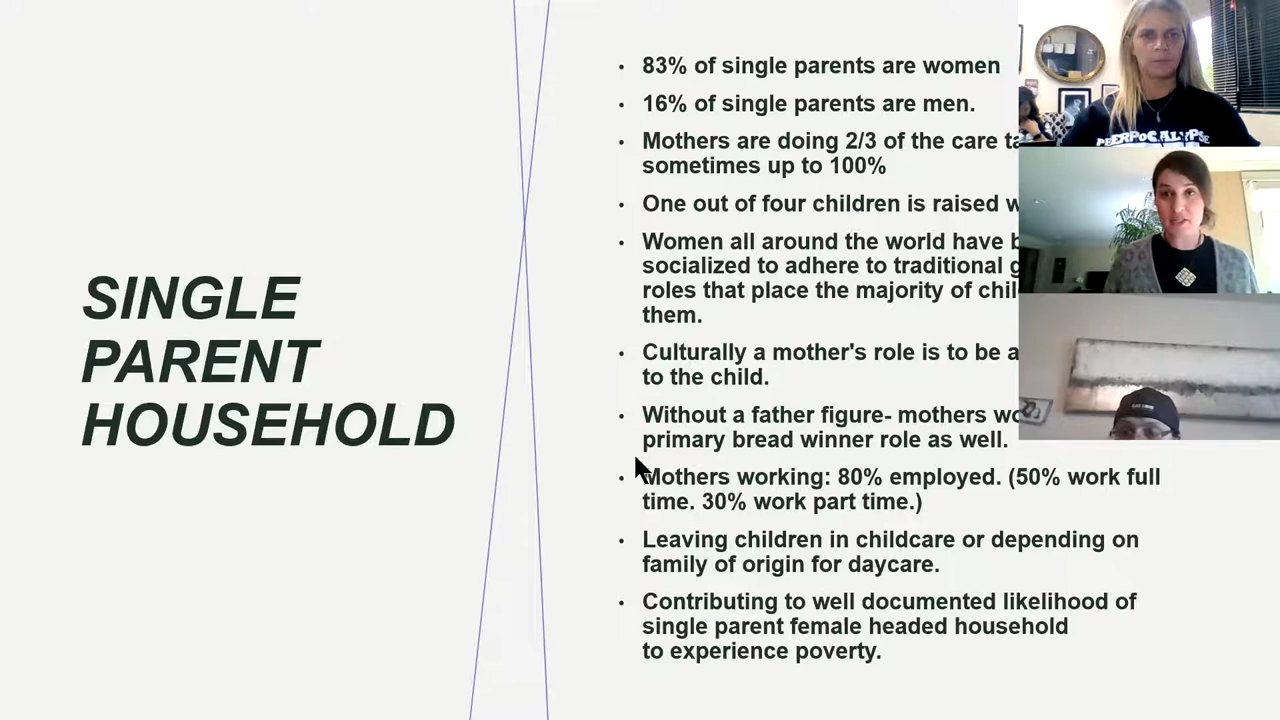 SINGLE
PARENT
HOUSEHOLD
• 83% of single parents are women
• 16% of single parents are men.
• Mothers are doing 2/3 of the care
sometimes up to 100%
• One out of four children is raised
• Women all around the world have
socialized to adhere to traditional
roles that place the majority of
them.
• Culturally a mother's role is to be a
to the child.
• Without a father figure- mothers
primary bread winner role as well.
• Mothers working: 80% employed. (50% work full
time. 30% work part time.)
• Leaving children in childcare or depending on
family of origin for daycare.
• Contributing to well documented likelihood of
single parent female headed household
to experience poverty.
PEERPOCALYPSE